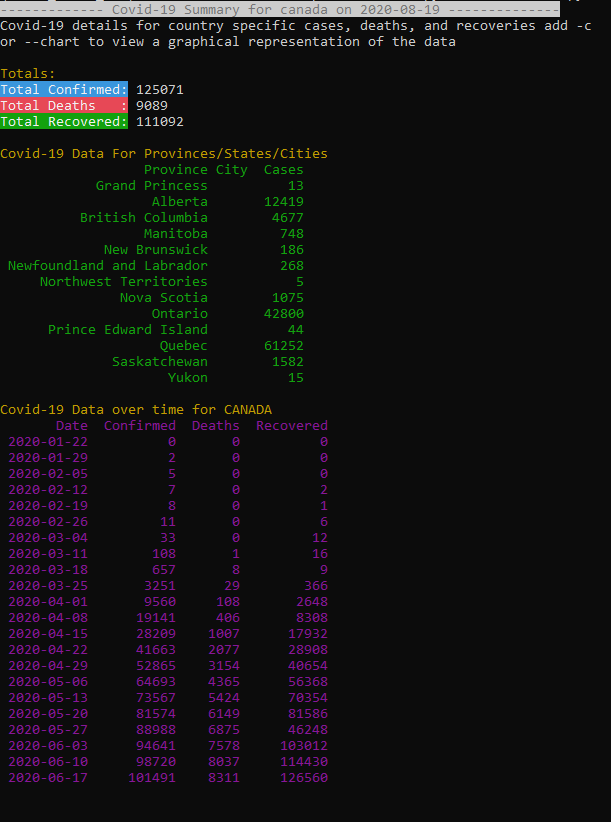 ------------- Covid-19 Summary for canada on 2020-08-19 --------------
Covid-19 details for country specific cases, deaths, and recoveries add -c
or --chart to view a graphical representation of the data
Totals:
Total Confirmed: 125071
Total Deaths   : 9089
Total Recovered: 111092
Covid-19 Data For Provinces/States/Cities
Province City  Cases
Grand Princess 13
Alberta 12419
British Columbia 4677
Manitoba 748
New Brunswick 186
Newfoundland and Labrador 268
Northwest Territories 5
Nova Scotia 1075
Ontario 42800
Prince Edward Island 44
Quebec 61252
Saskatchewan 1582
Yukon 15
Covid-19 Data over time for CANADA
Date Confirmed Deaths Recovered
2020-01-22 0 0 0
2020-01-29 2 0 0
2020-02-05 5 0 0
2020-02-12 7 0 2
2020-02-19 8 0 1
2020-02-26 11 0 6
2020-03-04 33 0 12
2020-03-11 108 1 16
2020-03-18 657 8 9
2020-03-25 3251 29 366
2020-04-01 9560 108 2648
2020-04-08 19141 406 8308
2020-04-15 28209 1007 17932
2020-04-22 41663 2077 28908
2020-04-29 52865 3154 40654
2020-05-06 64693 4365 56368
2020-05-13 73567 5424 70354
2020-05-20 81574 6149 81586
2020-05-27 88988 6875 46248
2020-06-03 94641 7578 103012
2020-06-10 98720 8037 114430
2020-06-17 101491 8311 126560